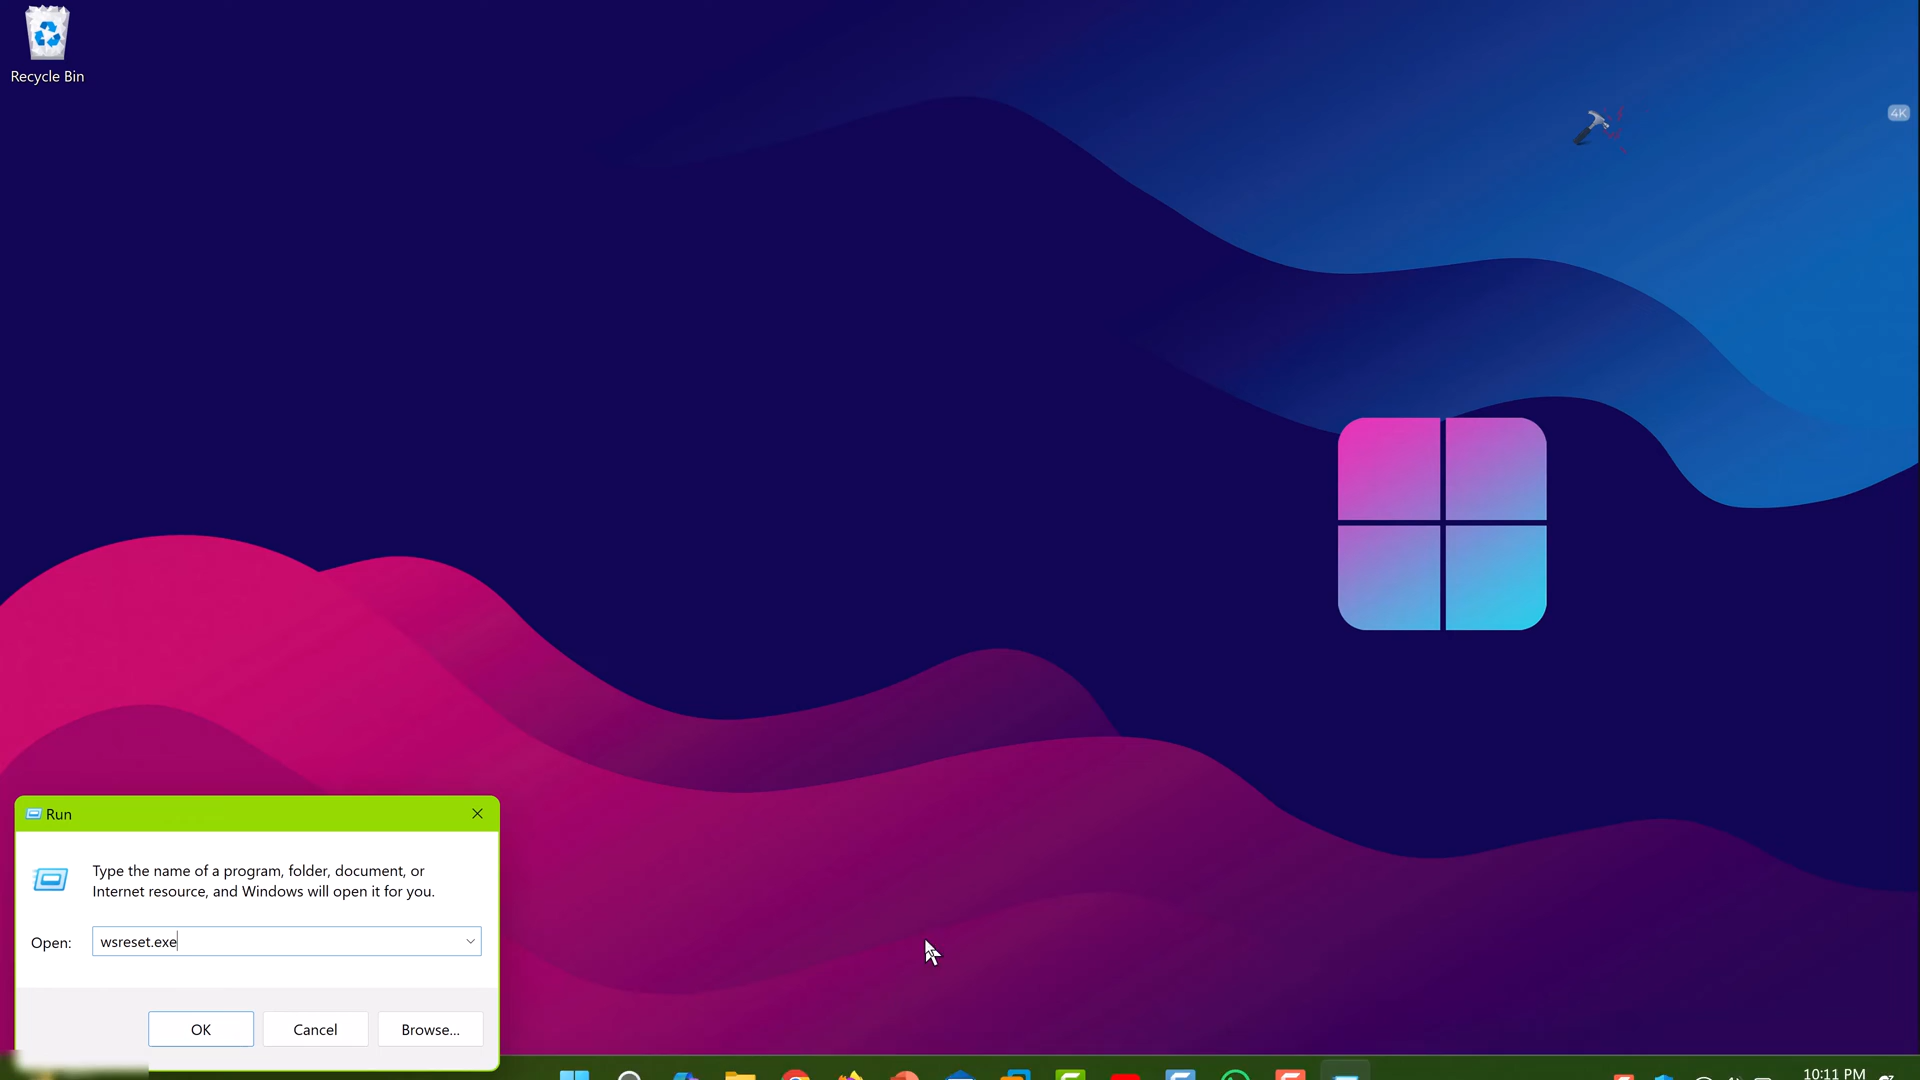 Recycle Bin
4K
Run
Type the name of a program, folder, document, or
Internet resource, and Windows will open it for you.
Open:
wsreset.exe
OK
Cancel
Browse...
10:11 PM